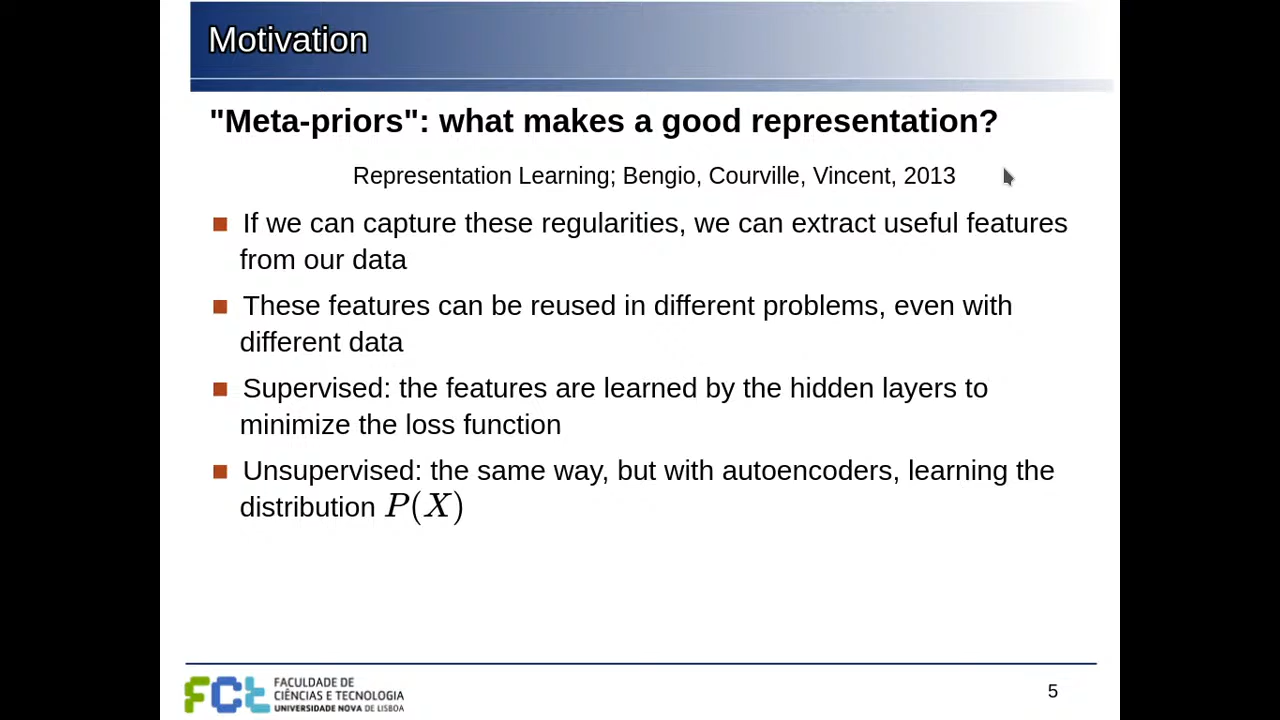 Motivation
"Meta-priors": what makes a good representation?
Representation Learning; Bengio, Courville, Vincent, 2013
If we can capture these regularities, we can extract useful features
from our data
These features can be reused in different problems, even with
different data
Supervised: the features are learned by the hidden layers to
minimize the loss function
Unsupervised: the same way, but with autoencoders, learning the
distribution P(X)
FCt
FACULDADE DE
CIÊNCIAS E TECNOLOGIA
UNIVERSIDADE NOVA DE LISBOA
5